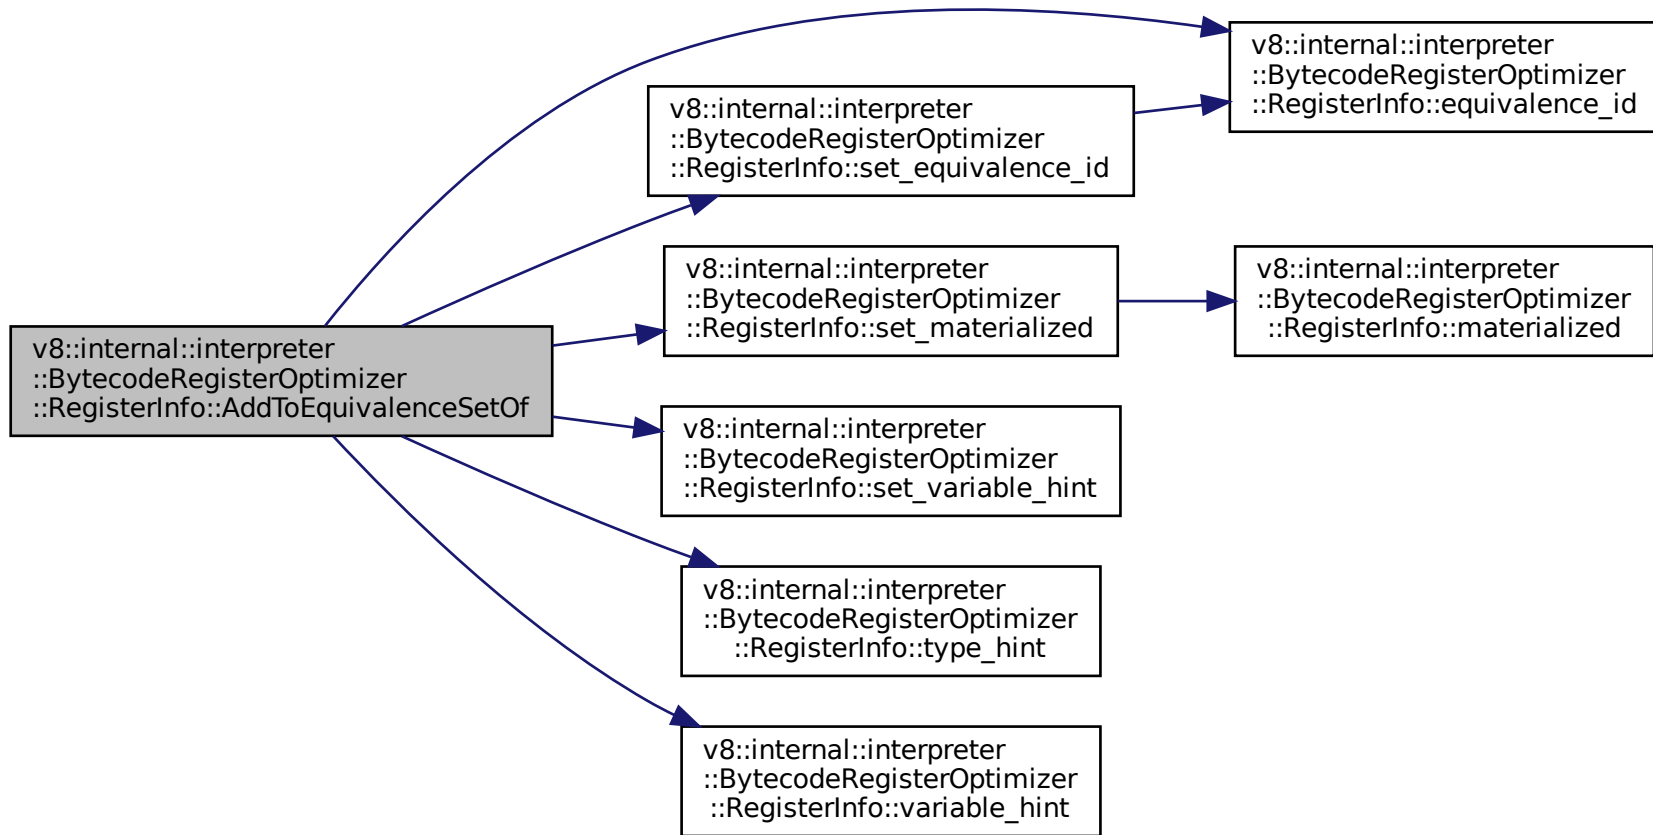 v8::internal::interpreter
::BytecodeRegisterOptimizer
::RegisterInfo::AddToEquivalenceSetOf
v8::internal::interpreter
::BytecodeRegisterOptimizer
::RegisterInfo::equivalence_id
v8::internal::interpreter
::BytecodeRegisterOptimizer
::RegisterInfo::set_equivalence_id
v8::internal::interpreter
::BytecodeRegisterOptimizer
::RegisterInfo::set_materialized
v8::internal::interpreter
::BytecodeRegisterOptimizer
::RegisterInfo::materialized
v8::internal::interpreter
::BytecodeRegisterOptimizer
::RegisterInfo::set_variable_hint
v8::internal::interpreter
::BytecodeRegisterOptimizer
::RegisterInfo::type_hint
v8::internal::interpreter
::BytecodeRegisterOptimizer
::RegisterInfo::variable_hint